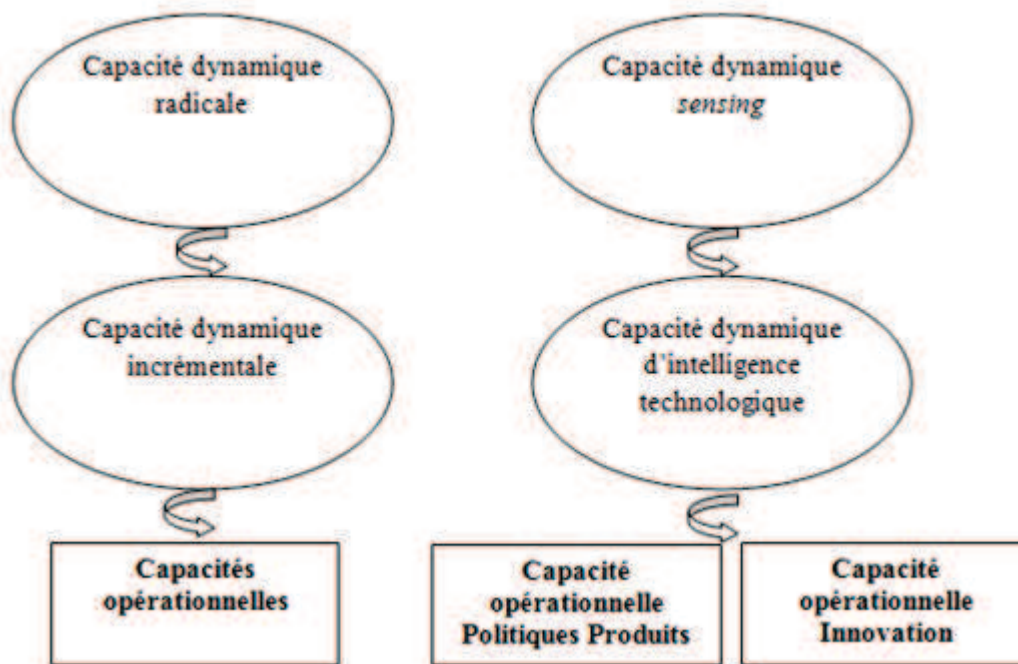 Capacité dynamique
radicale
Capacité dynamique
sensing
Capacité dynamique
incrémentale
Capacité dynamique
d'intelligence
technologique
Capacités
opérationnelles
Capacité
opérationnelle
Politiques Produits
Capacité
opérationnelle
Innovation